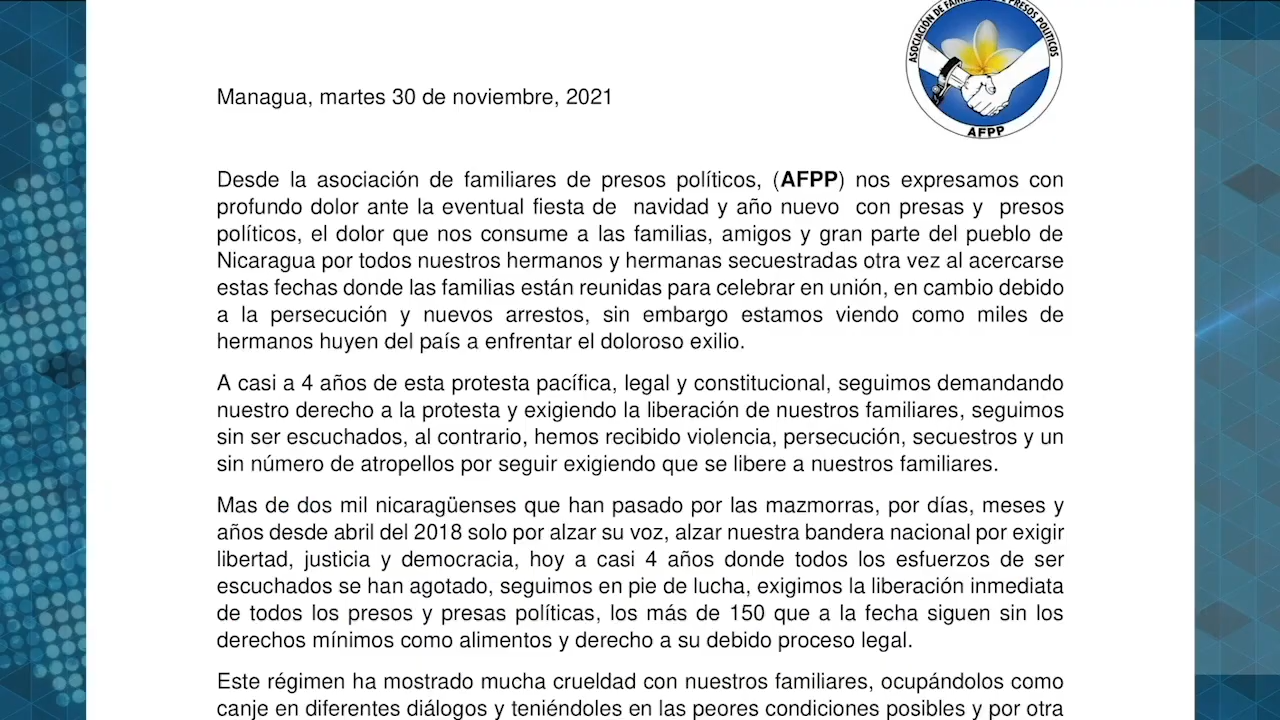 ASOCIACIÓN DE FAMILIARES DE PRESOS POLÍTICOS
AFPP
Managua, martes 30 de noviembre, 2021
Desde la asociación de familiares de presos políticos, (AFPP) nos expresamos con
profundo dolor ante la eventual fiesta de navidad y año nuevo con presas y presos
políticos, el dolor que nos consume a las familias, amigos y gran parte del pueblo de
Nicaragua por todos nuestros hermanos y hermanas secuestradas otra vez al acercarse
estas fechas donde las familias están reunidas para celebrar en unión, en cambio debido
a la persecución y nuevos arrestos, sin embargo estamos viendo como miles de
hermanos huyen del país a enfrentar el doloroso exilio.
A casi a 4 años de esta protesta pacífica, legal y constitucional, seguimos demandando
nuestro derecho a la protesta y exigiendo la liberación de nuestros familiares, seguimos
sin ser escuchados, al contrario, hemos recibido violencia, persecución, secuestros y un
sin número de atropellos por seguir exigiendo que se libere a nuestros familiares.
Mas de dos mil nicaragüenses que han pasado por las mazmorras, por días, meses y
años desde abril del 2018 solo por alzar su voz, alzar nuestra bandera nacional por exigir
libertad, justicia y democracia, hoy a casi 4 años donde todos los esfuerzos de ser
escuchados se han agotado, seguimos en pie de lucha, exigimos la liberación inmediata
de todos los presos y presas políticas, los más de 150 que a la fecha siguen sin los
derechos mínimos como alimentos y derecho a su debido proceso legal.
Este régimen ha mostrado mucha crueldad con nuestros familiares, ocupándolos como
canje en diferentes diálogos y teniéndoles en las peores condiciones posibles y por otra